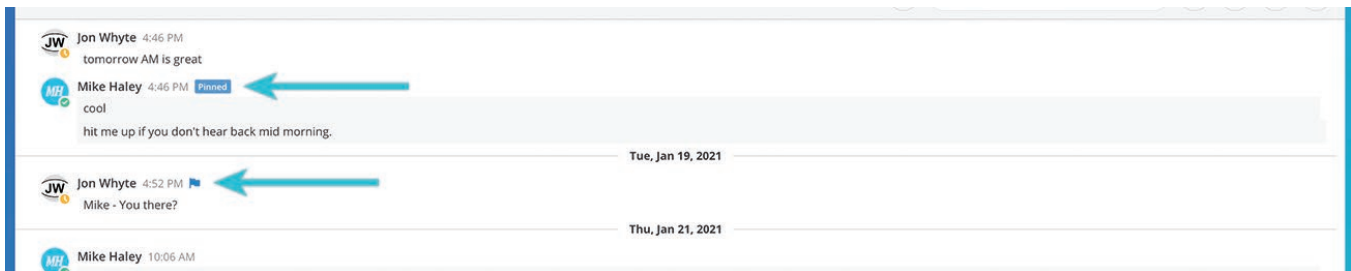 JW Jon Whyte 4:46 PM
tomorrow AM is great
MH Mike Haley 4:46 PM Pinned
cool
hit me up if you don't hear back mid morning.
Tue, Jan 19, 2021
JW Jon Whyte 4:52 PM
Mike - You there?
Thu, Jan 21, 2021
MH Mike Haley 10:06 AM